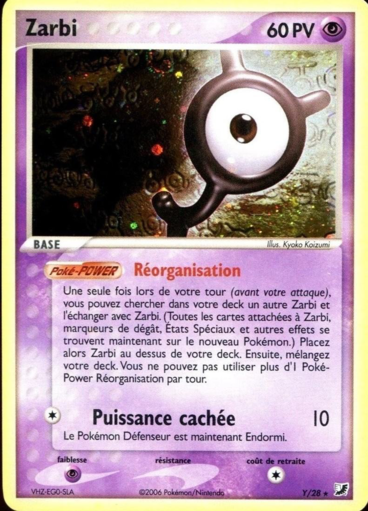 Zarbi 60 PV
BASE Illus. Kyoko Koizumi
Poké-POWER Réorganisation
Une seule fois lors de votre tour (avant votre attaque),
vous pouvez chercher dans votre deck un autre Zarbi et
l'échanger avec Zarbi. (Toutes les cartes attachées à Zarbi,
marqueurs de dégât, États Spéciaux et autres effets se
trouvent maintenant sur le nouveau Pokémon.) Placez
alors Zarbi au dessus de votre deck. Ensuite, mélangez
votre deck. Vous ne pouvez pas utiliser plus d'1 Poké-
Power Réorganisation par tour.
Puissance cachée 10
Le Pokémon Défenseur est maintenant Endormi.
faiblesse résistance coût de retraite
VHZ-EG0-SLA ©2006 Pokémon/Nintendo Y/28